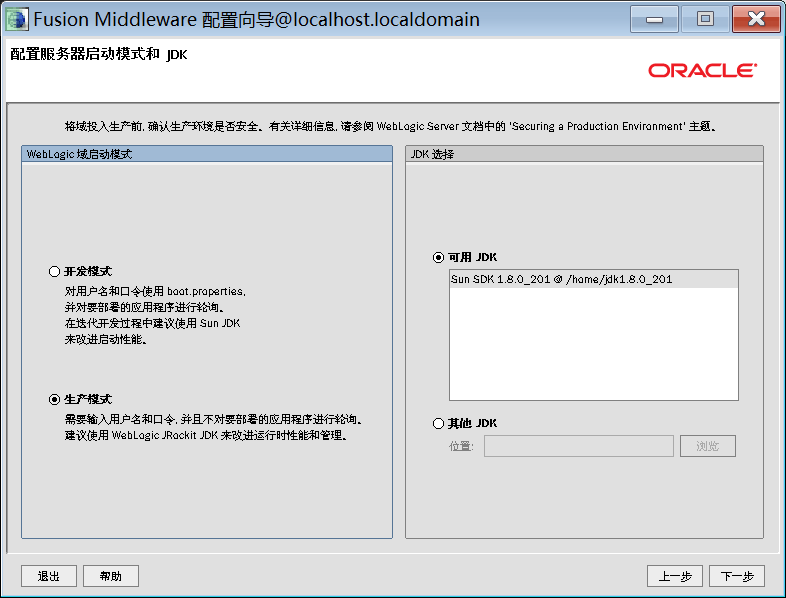 Fusion Middleware 配置向导@localhost.localdomain
配置服务器启动模式和 JDK
ORACLE
将域投入生产前, 确认生产环境是否安全。有关详细信息, 请参阅 WebLogic Server 文档中的 'Securing a Production Environment' 主题。
WebLogic 域启动模式
开发模式
对用户名和口令使用 boot.properties,
并对要部署的应用程序进行轮询。
在迭代开发过程中建议使用 Sun JDK
来改进启动性能。
生产模式
需要输入用户名和口令, 并且不对要部署的应用程序进行轮询。
建议使用 WebLogic JRockit JDK 来改进运行时性能和管理。
JDK 选择
可用 JDK
Sun SDK 1.8.0_201 @ /home/jdk1.8.0_201
其他 JDK
位置:
浏览
退出
帮助
上一步
下一步